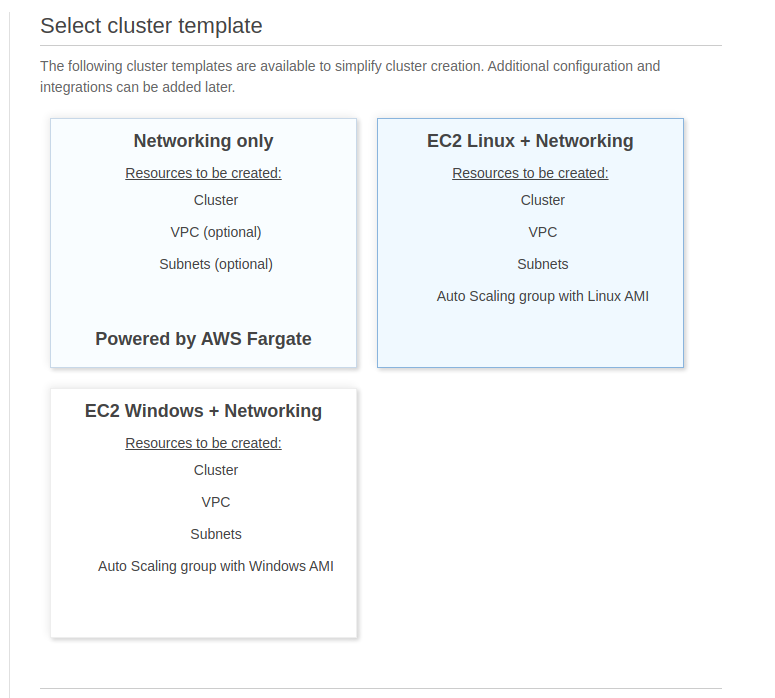 Select cluster template
The following cluster templates are available to simplify cluster creation. Additional configuration and
integrations can be added later.
Networking only
Resources to be created:
Cluster
VPC (optional)
Subnets (optional)
Powered by AWS Fargate
EC2 Linux + Networking
Resources to be created:
Cluster
VPC
Subnets
Auto Scaling group with Linux AMI
EC2 Windows + Networking
Resources to be created:
Cluster
VPC
Subnets
Auto Scaling group with Windows AMI